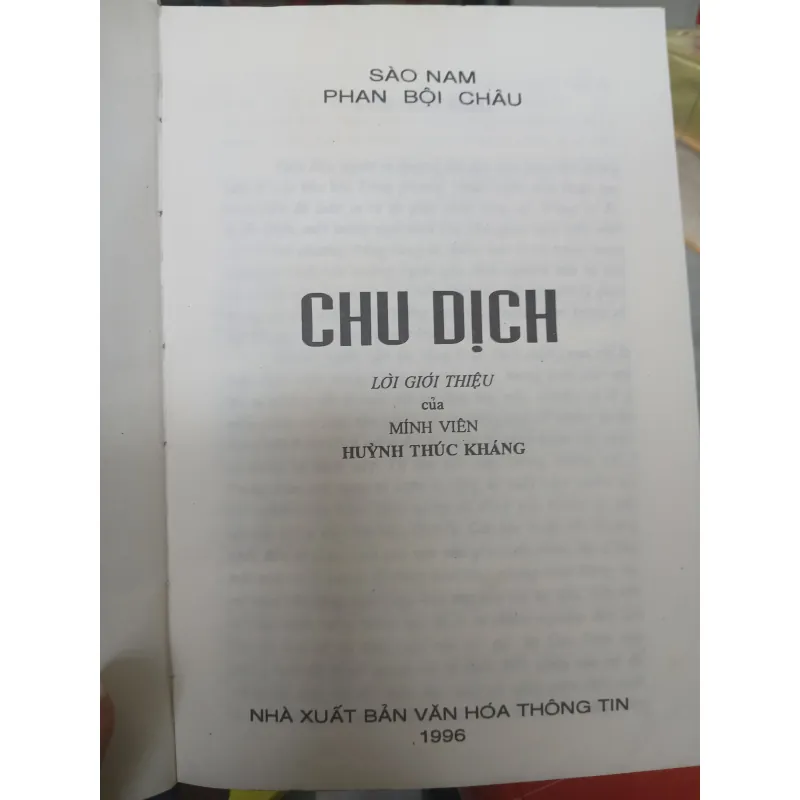 SÀO NAM
PHAN BỘI CHÂU
CHU DỊCH
LỜI GIỚI THIỆU
của
MÍNH VIÊN
HUỲNH THÚC KHÁNG
NHÀ XUẤT BẢN VĂN HÓA THÔNG TIN
1996